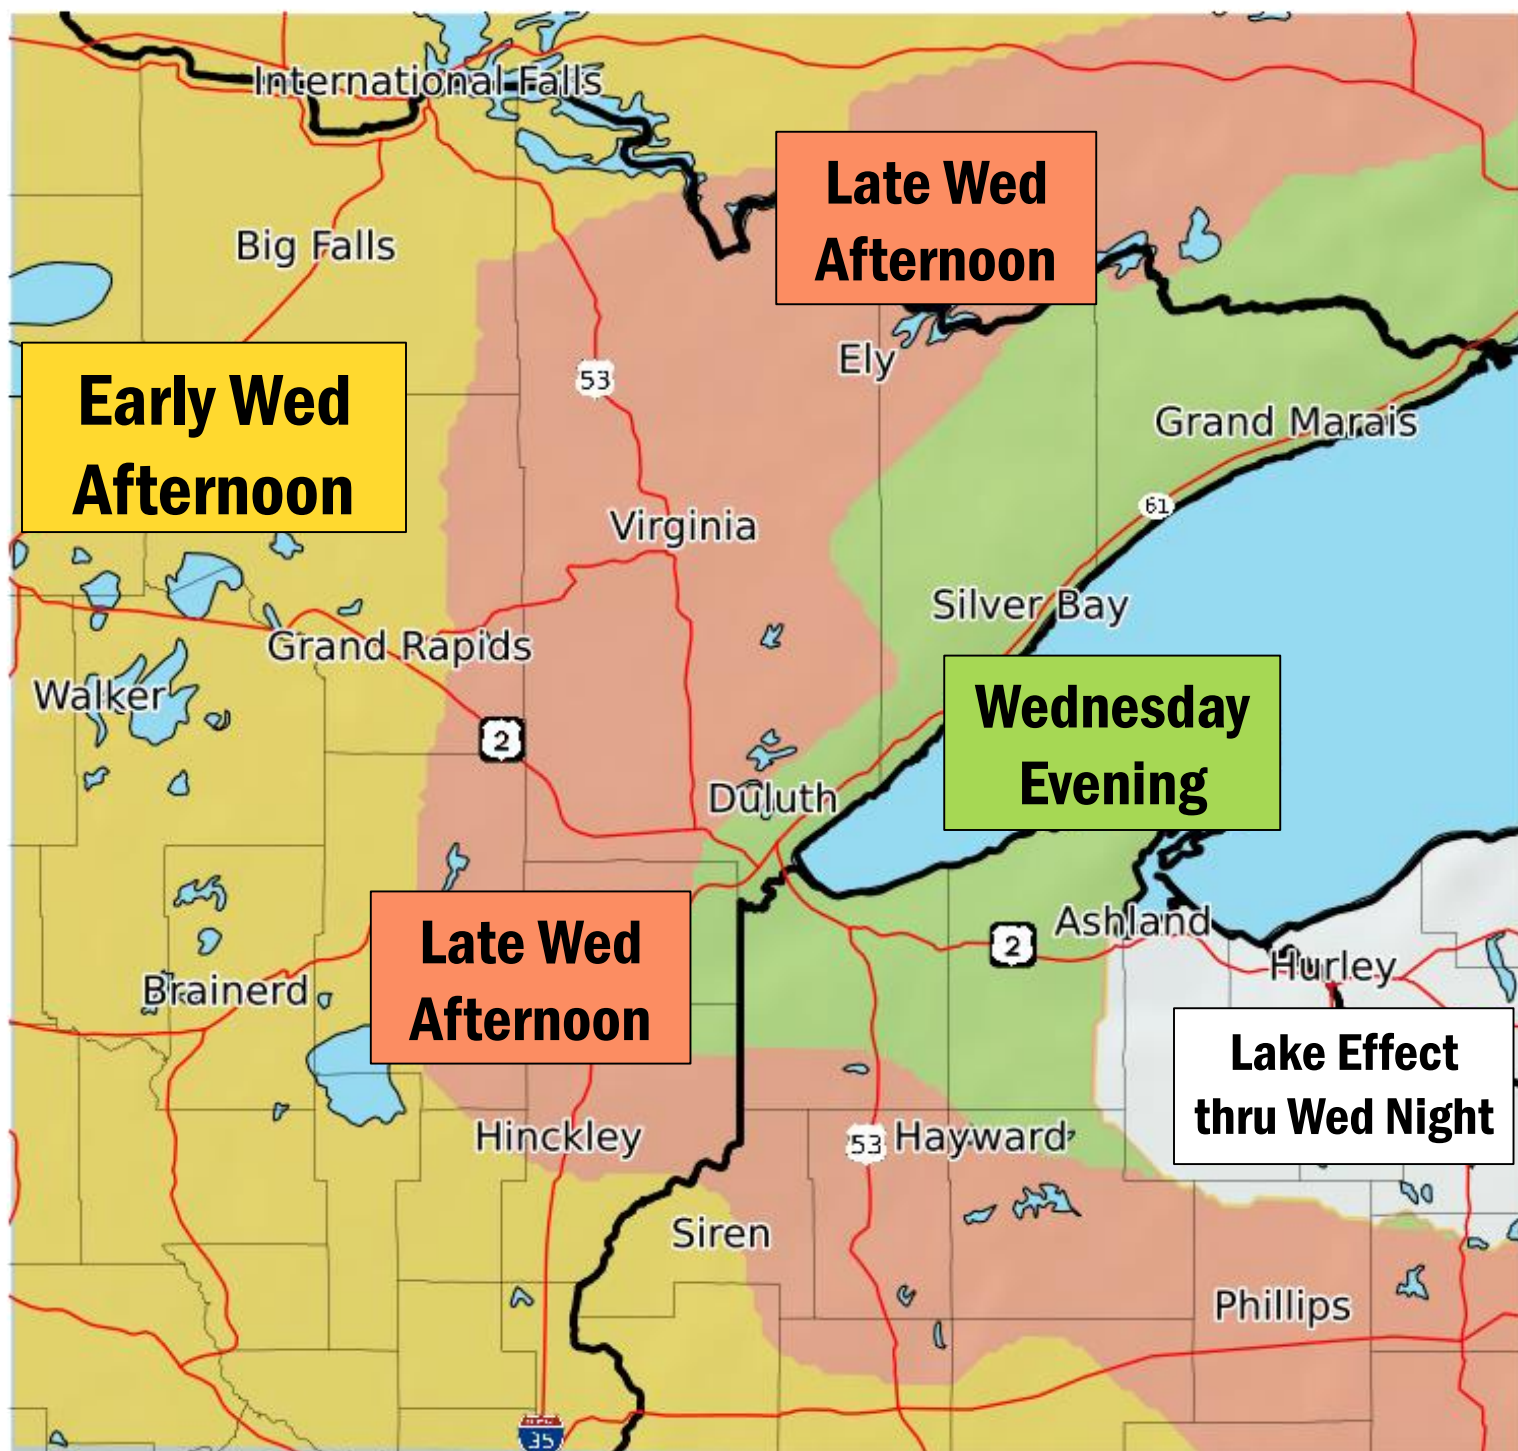 International Falls
Late Wed
Afternoon
Big Falls
Ely
Early Wed
Afternoon
53
Grand Marais
61
Virginia
Silver Bay
Grand Rapids
Walker
Wednesday
Evening
2
Duluth
Late Wed
Afternoon
Ashland
2
Hurley
Brainerd
Lake Effect
thru Wed Night
Hinckley
53
Hayward
Siren
Phillips
35